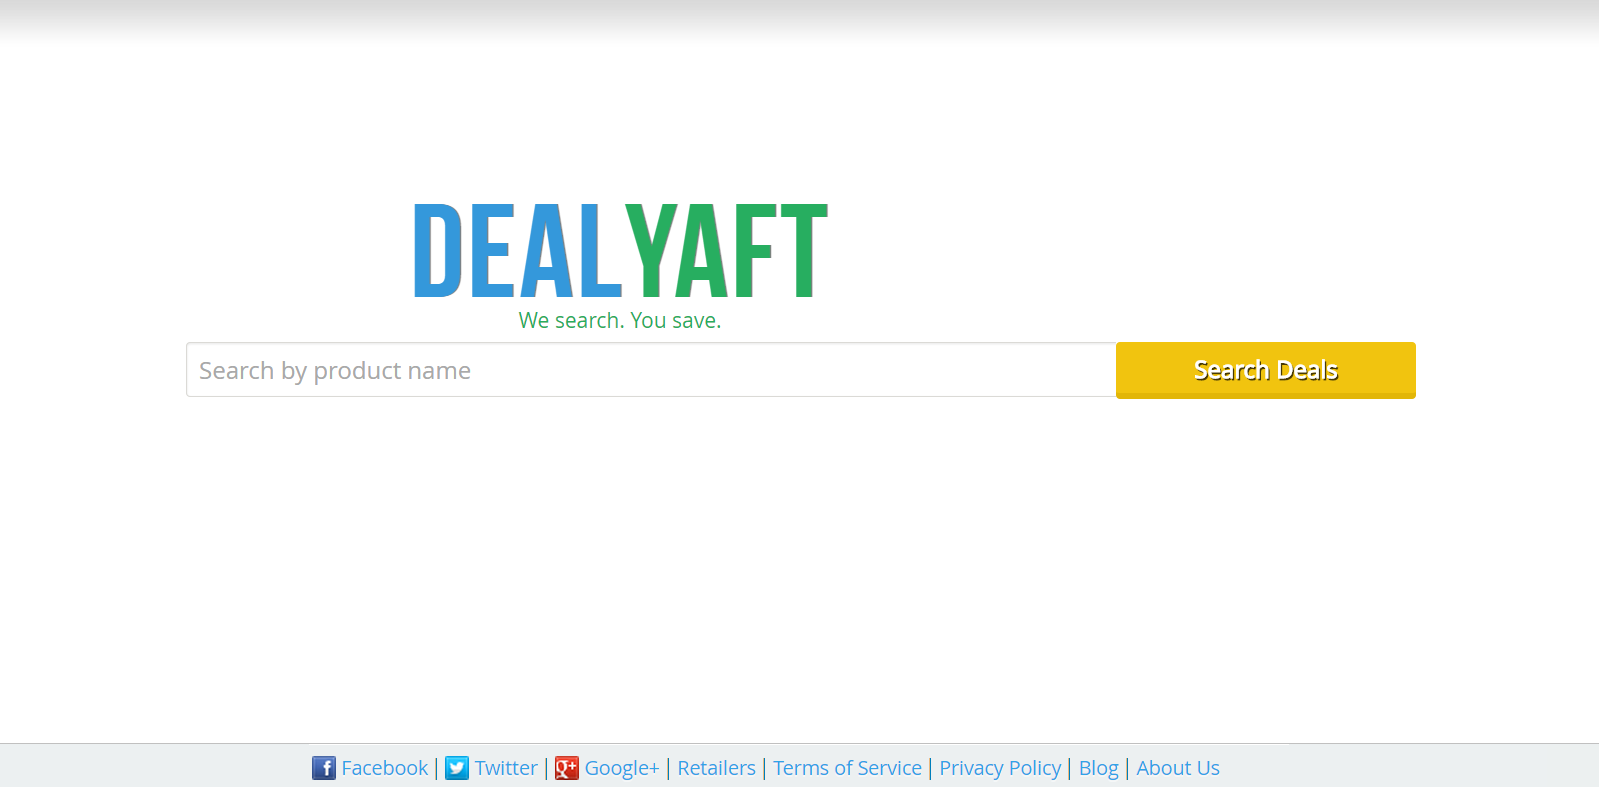 DEALYAFT
We search. You save.
Search by product name
Search Deals
Facebook | Twitter | Google+ | Retailers | Terms of Service | Privacy Policy | Blog | About Us